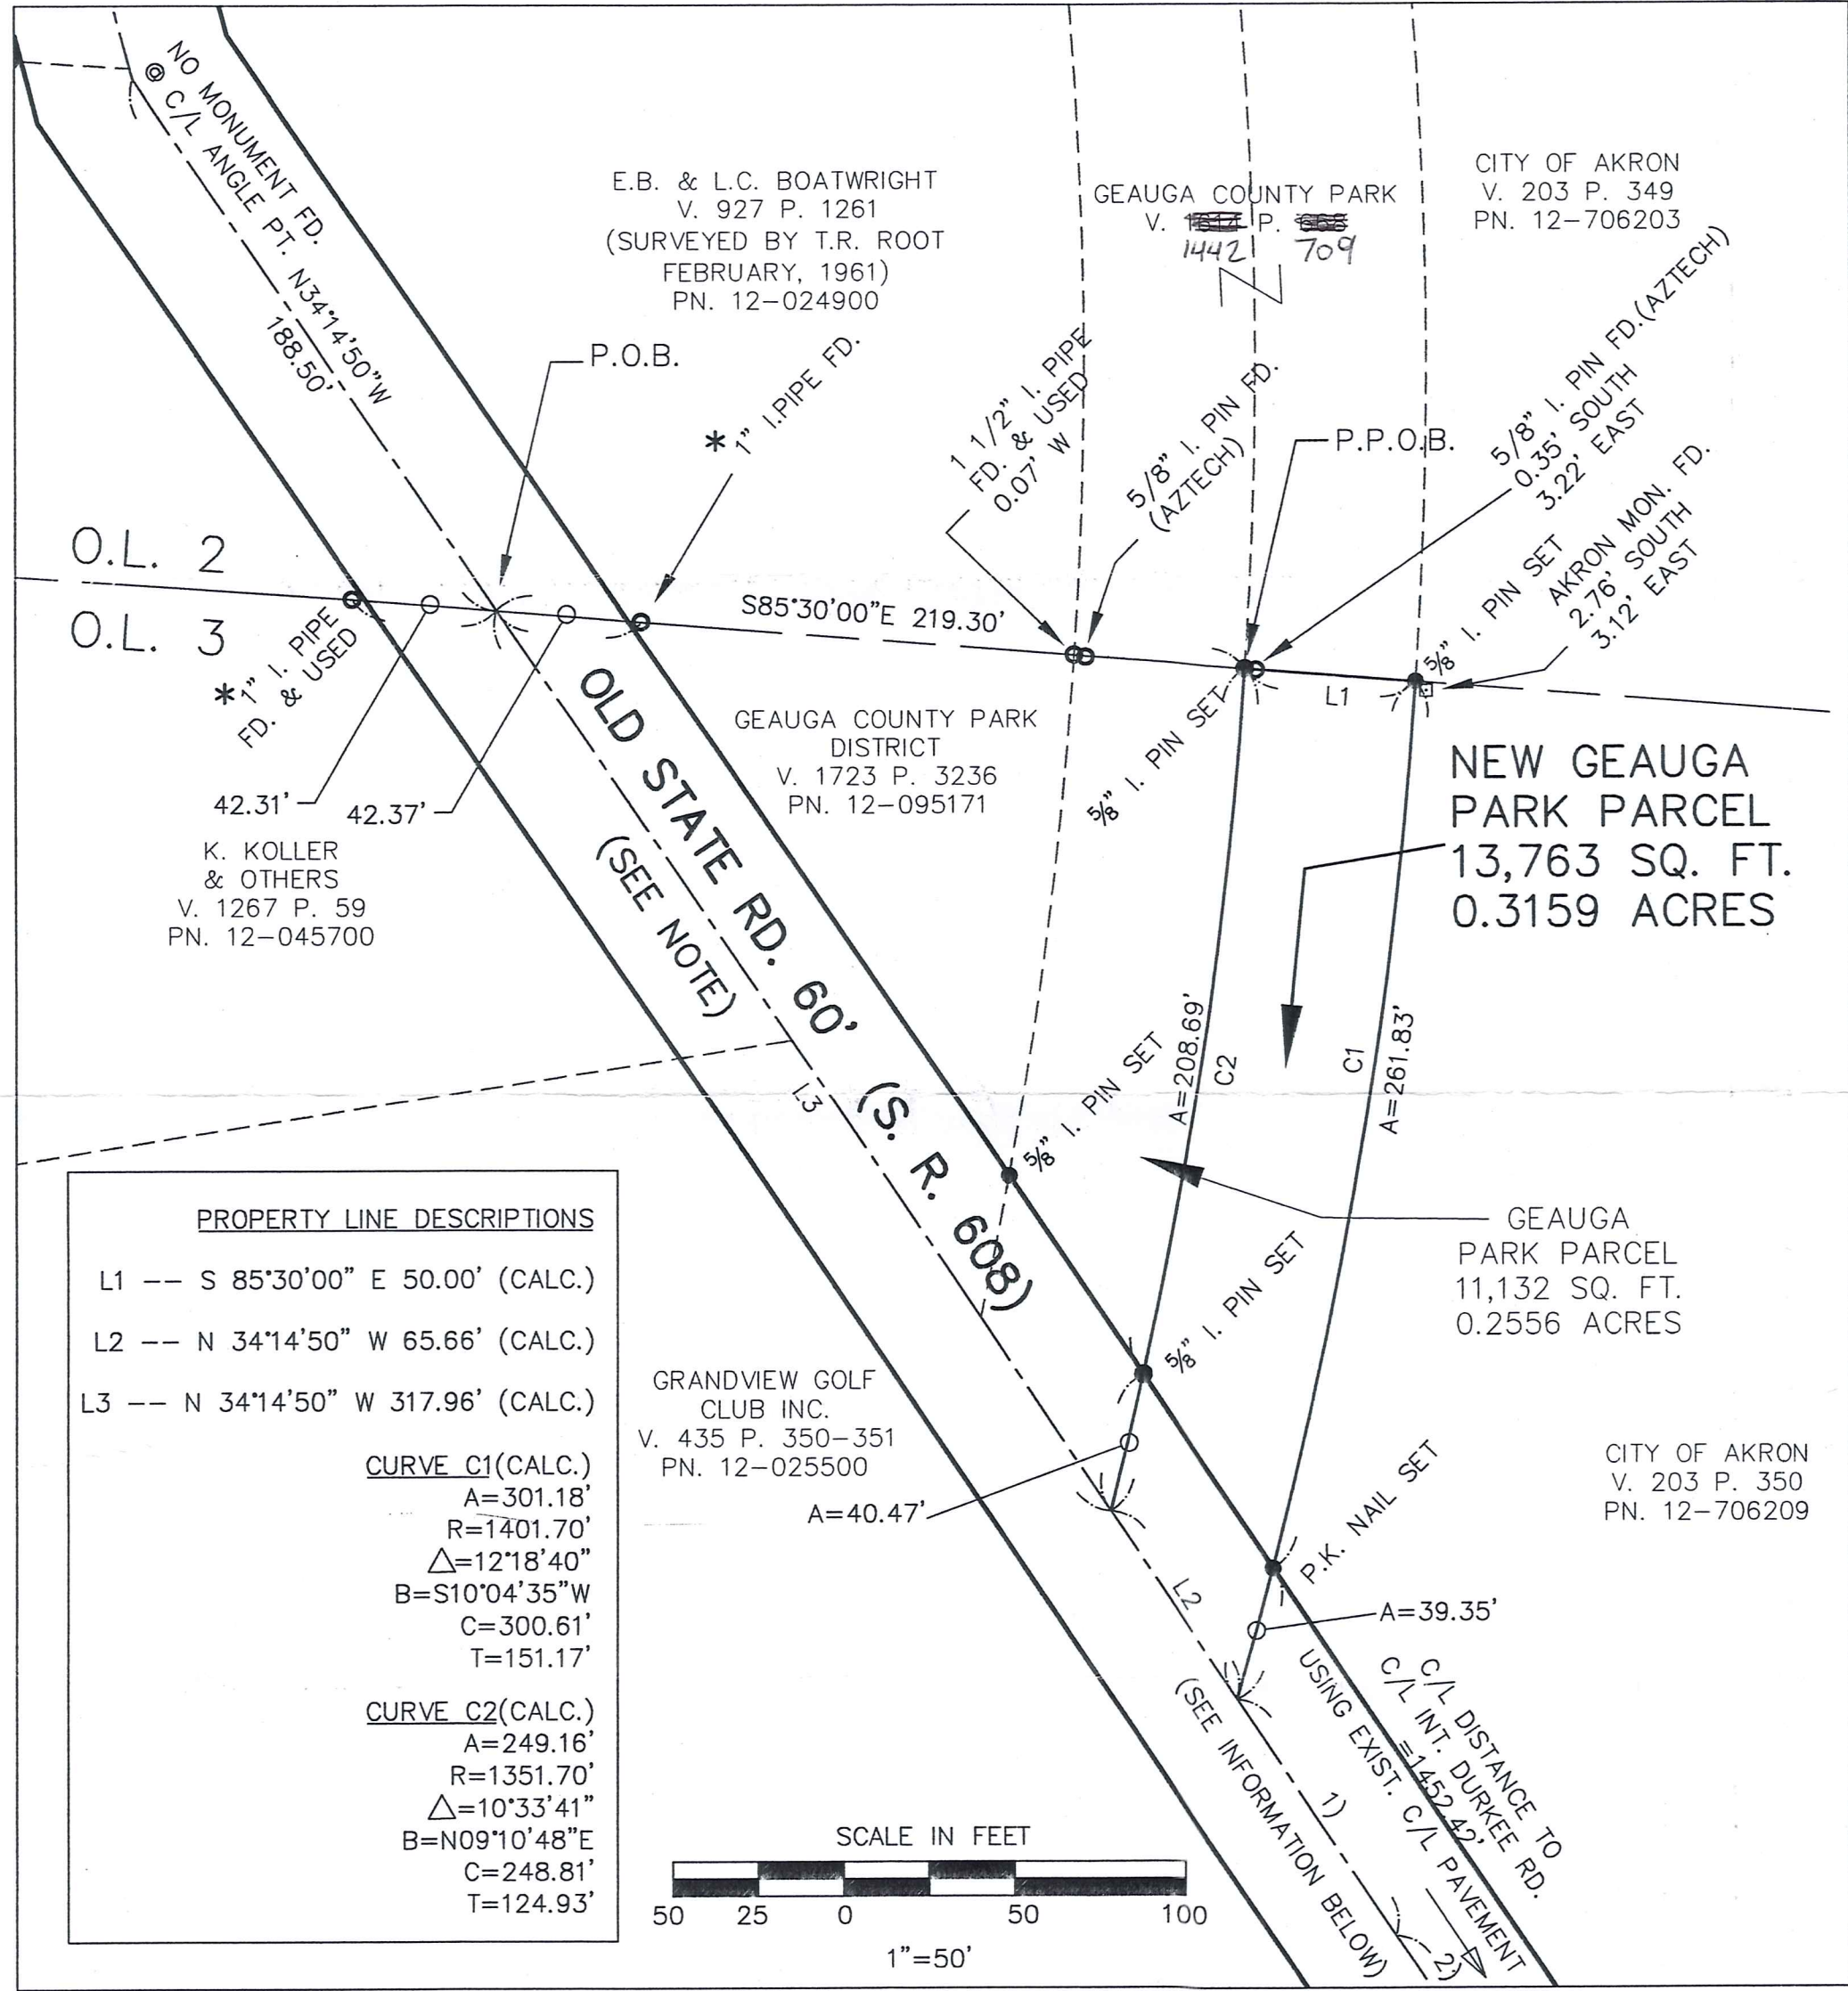 NO MONUMENT FD.
@ C/L ANGLE PT. N34°14'50"W
188.50'
E.B. & L.C. BOATWRIGHT
V. 927 P. 1261
(SURVEYED BY T.R. ROOT
FEBRUARY, 1961)
PN. 12-024900
GEAUGA COUNTY PARK
V. P.
1442 709
CITY OF AKRON
V. 203 P. 349
PN. 12-706203
P.O.B.
* 1" I.PIPE FD.
1 1/2" I. PIPE
FD. & USED
0.07' W
5/8" I. PIN FD.
(AZTECH)
P.P.O.B.
5/8" I. PIN FD.(AZTECH)
0.35' SOUTH
3.22' EAST
5/8" I. PIN SET
AKRON MON. FD.
2.76' SOUTH
3.12' EAST
O.L. 2
O.L. 3
S85°30'00"E 219.30'
L1
* 1" I. PIPE
FD. & USED
42.31'
42.37'
K. KOLLER
& OTHERS
V. 1267 P. 59
PN. 12-045700
GEAUGA COUNTY PARK
DISTRICT
V. 1723 P. 3236
PN. 12-095171
5/8" I. PIN SET
NEW GEAUGA
PARK PARCEL
13,763 SQ. FT.
0.3159 ACRES
OLD STATE RD. 60' (S. R. 608)
(SEE NOTE)
L3
A=208.69'
C2
C1
A=261.83'
5/8" I. PIN SET
5/8" I. PIN SET
GEAUGA
PARK PARCEL
11,132 SQ. FT.
0.2556 ACRES
PROPERTY LINE DESCRIPTIONS
L1 -- S 85°30'00" E 50.00' (CALC.)
L2 -- N 34°14'50" W 65.66' (CALC.)
L3 -- N 34°14'50" W 317.96' (CALC.)
CURVE C1(CALC.)
A=301.18'
R=1401.70'
△=12°18'40"
B=S10°04'35"W
C=300.61'
T=151.17'
CURVE C2(CALC.)
A=249.16'
R=1351.70'
△=10°33'41"
B=N09°10'48"E
C=248.81'
T=124.93'
GRANDVIEW GOLF
CLUB INC.
V. 435 P. 350-351
PN. 12-025500
A=40.47'
CITY OF AKRON
V. 203 P. 350
PN. 12-706209
P.K. NAIL SET
L2
A=39.35'
C/L DISTANCE TO
C/L INT. DURKEE RD.
=1452.42'
USING EXIST. C/L PAVEMENT
(SEE INFORMATION BELOW)
1)
2)
SCALE IN FEET
50 25 0 50 100
1"=50'